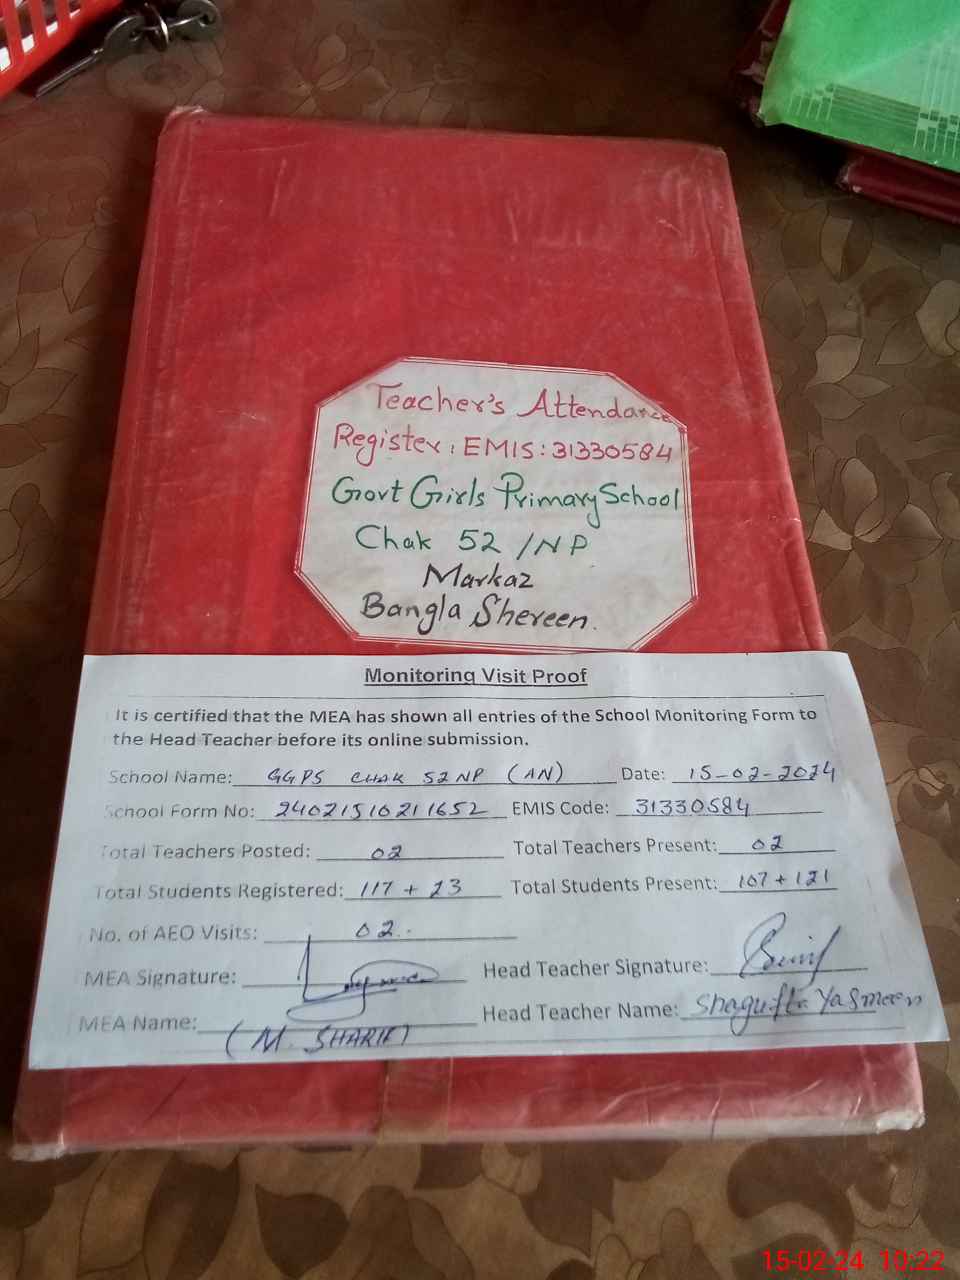 Teacher's Attendance
Register: EMIS: 31330584
Govt Girls Primary School
Chak 52/NP
Markaz
Bangla Shereen.
Monitoring Visit Proof
It is certified that the MEA has shown all entries of the School Monitoring Form to
the Head Teacher before its online submission.
School Name: GGPS CHAK 52 NP (AN) Date: 15-02-2024
School Form No: 24021510211652 EMIS Code: 31330584
Total Teachers Posted: 02 Total Teachers Present: 02
Total Students Registered: 117 + 23 Total Students Present: 107 + 121
No. of AEO Visits: 02.
MEA Signature: Head Teacher Signature:
MEA Name: (M. SHARIF) Head Teacher Name: Shagufta Yasmeen
15-02-24 10:22